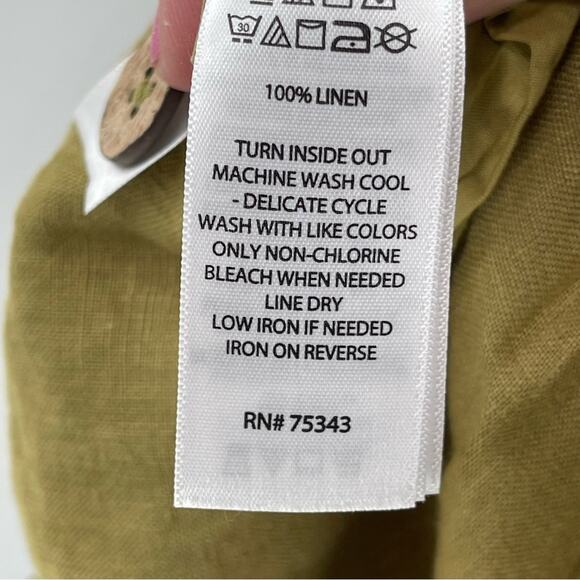 30
100% LINEN
TURN INSIDE OUT
MACHINE WASH COOL
- DELICATE CYCLE
WASH WITH LIKE COLORS
ONLY NON-CHLORINE
BLEACH WHEN NEEDED
LINE DRY
LOW IRON IF NEEDED
IRON ON REVERSE
RN# 75343